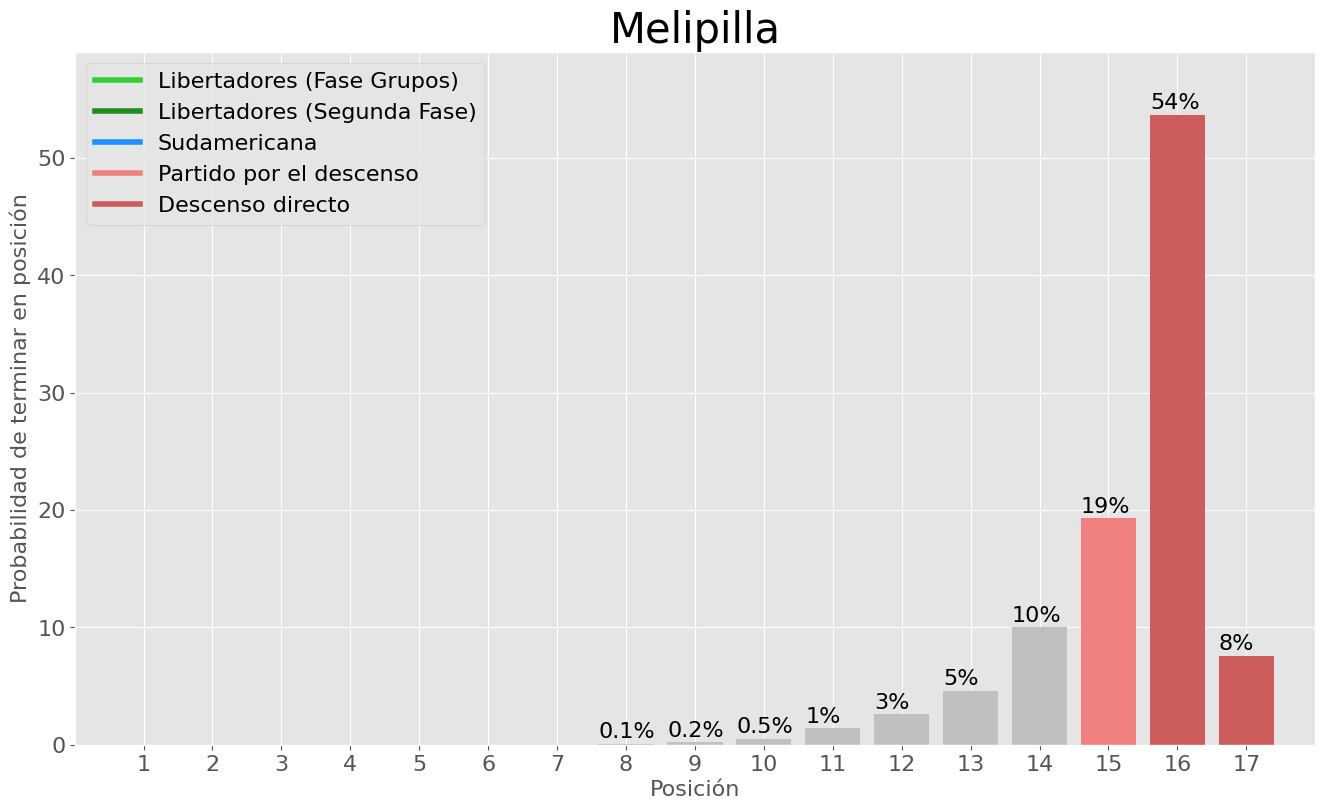 Melipilla
Libertadores (Fase Grupos)
Libertadores (Segunda Fase)
Sudamericana
Partido por el descenso
Descenso directo
Probabilidad de terminar en posición
50
40
30
20
10
0
0.1%
0.2%
0.5%
1%
3%
5%
10%
19%
54%
8%
1 2 3 4 5 6 7 8 9 10 11 12 13 14 15 16 17
Posición